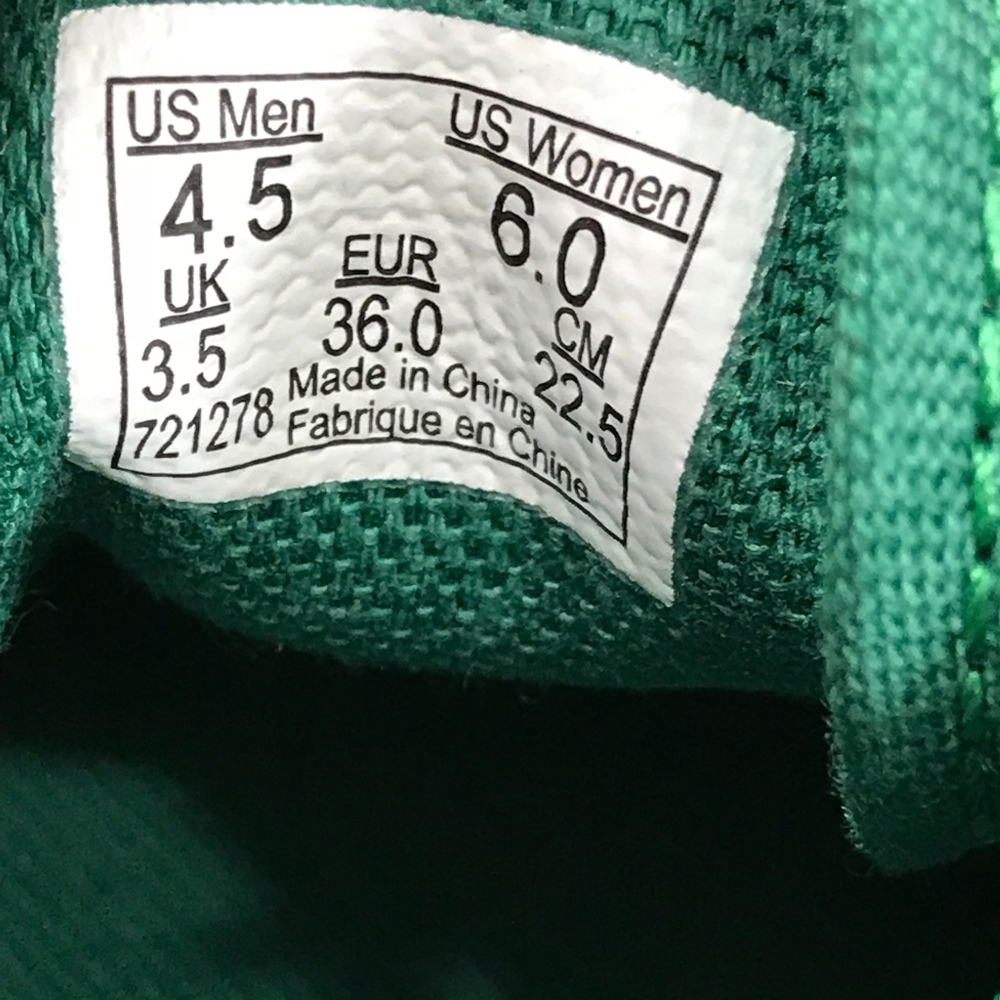 US Men US Women
4.5 6.0
UK EUR CM
3.5 36.0 22.5
721278 Made in China
Fabrique en Chine